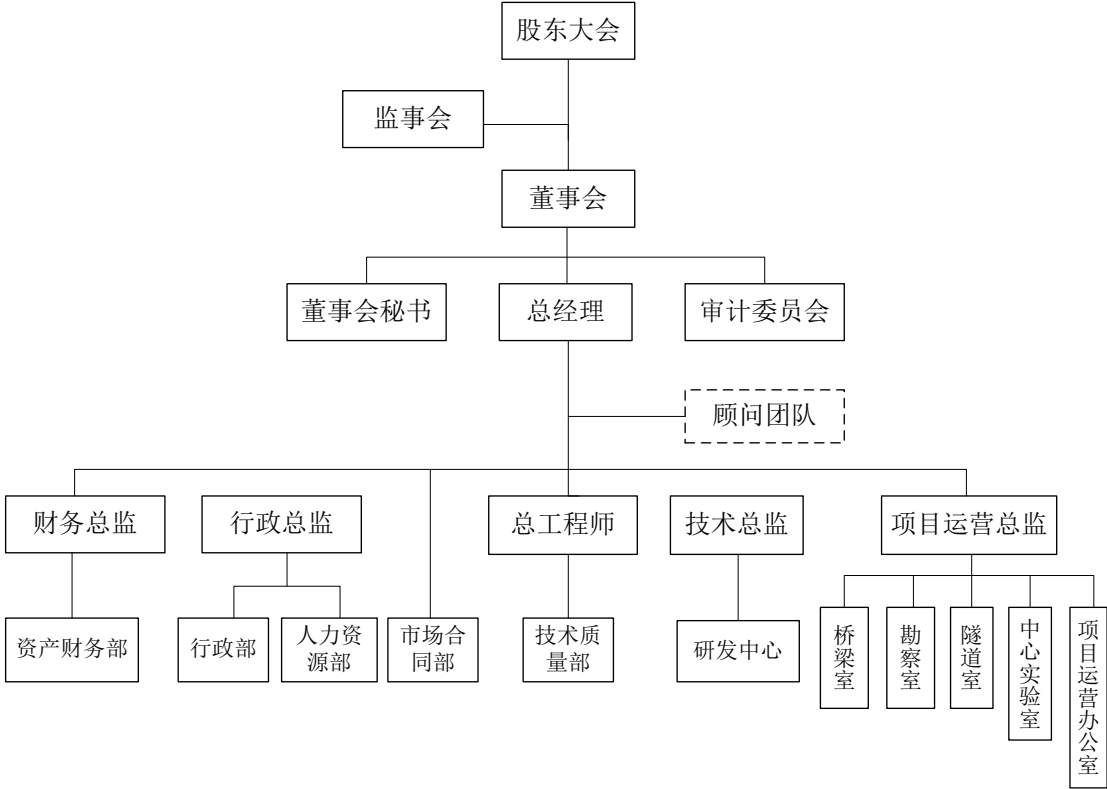 股东大会
监事会
董事会
董事会秘书
总经理
审计委员会
顾问团队
财务总监
行政总监
总工程师
技术总监
项目运营总监
资产财务部
行政部
人力资
源部
市场合
同部
技术质
量部
研发中心
桥梁室
勘察室
隧道室
中心实验室
项目运营办公室